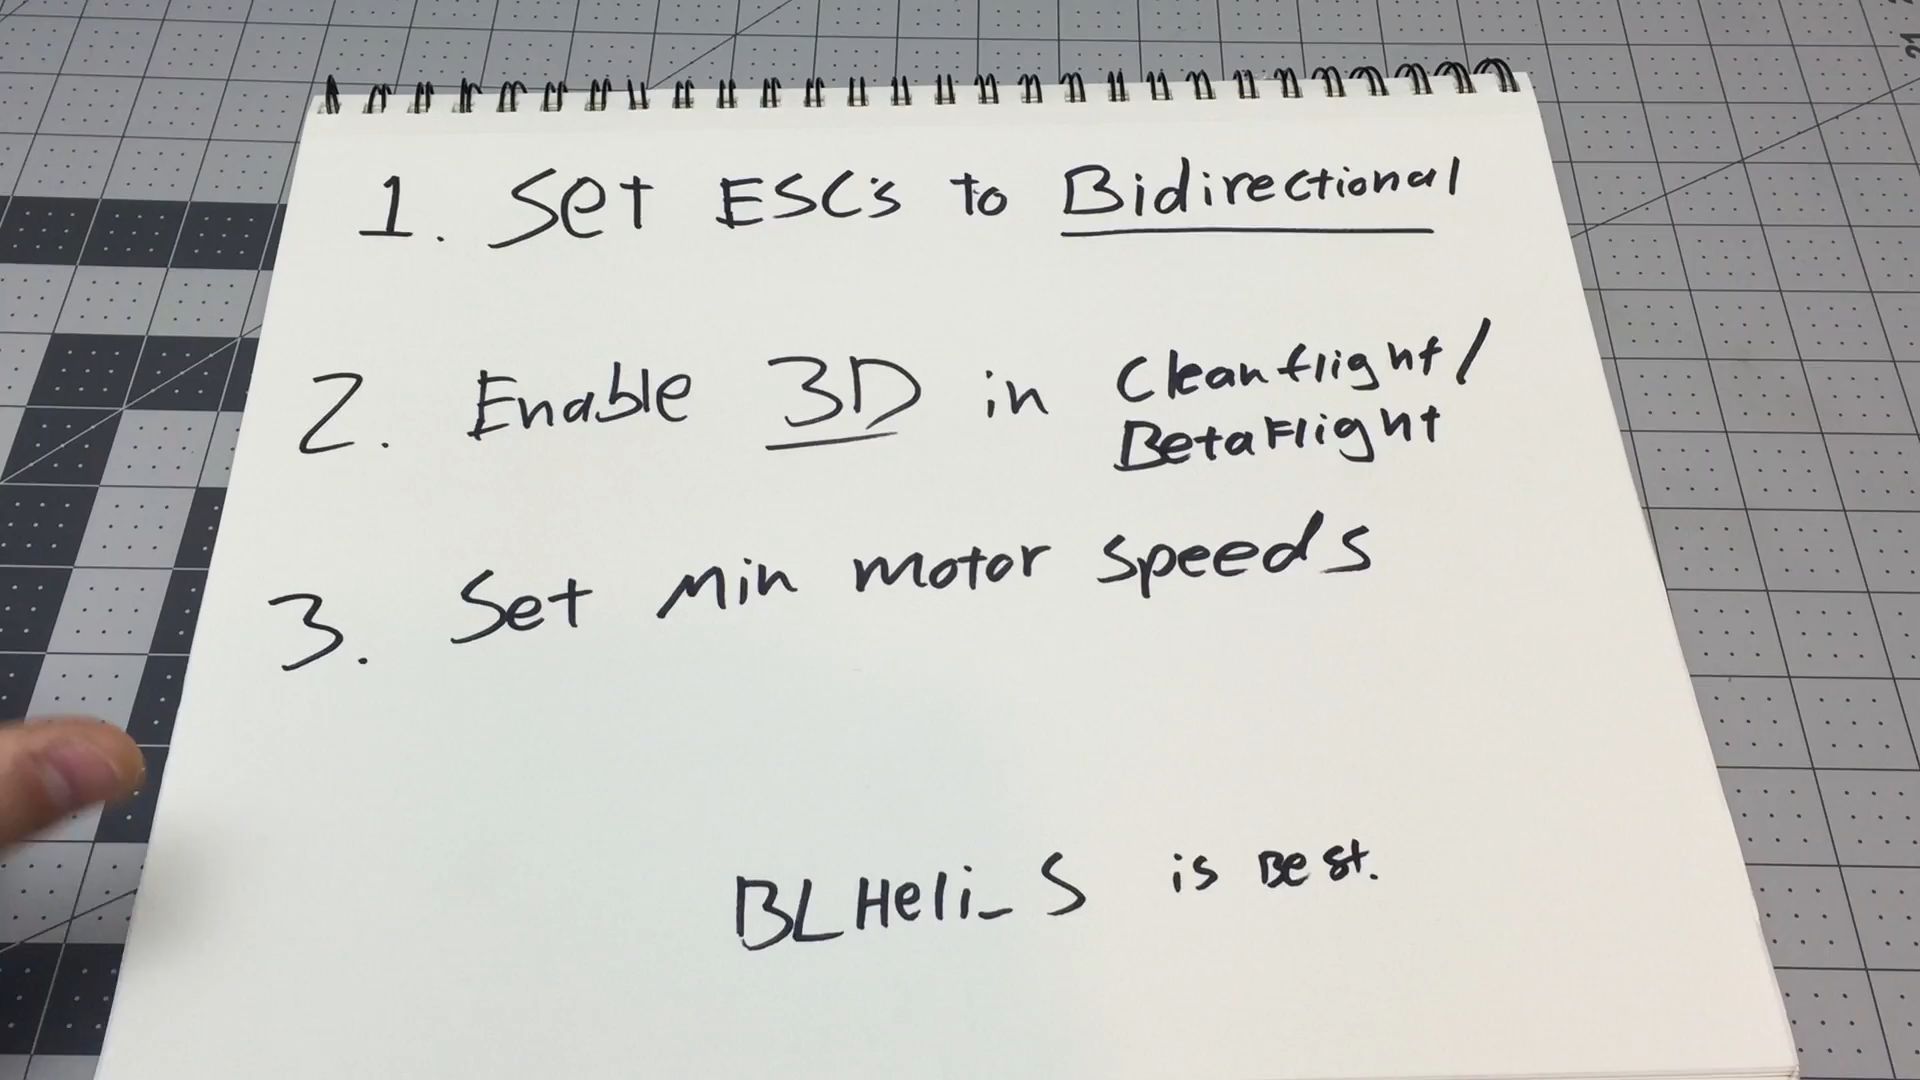 1. Set ESC's to Bidirectional
2. Enable 3D in Cleanflight/
BetaFlight
3. Set Min motor speeds
BLHeli_S is Best.
21